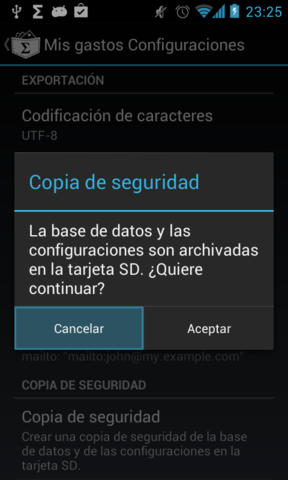 23:25
Mis gastos Configuraciones
EXPORTACIÓN
Codificación de caracteres
UTF-8
Copia de seguridad
La base de datos y las
configuraciones son archivadas
en la tarjeta SD. ¿Quiere
continuar?
Cancelar
Aceptar
mailto: "mailto:john@my.example.com"
COPIA DE SEGURIDAD
Copia de seguridad
Crear una copia de seguridad de la base
de datos y de las configuraciones en la
tarjeta SD.